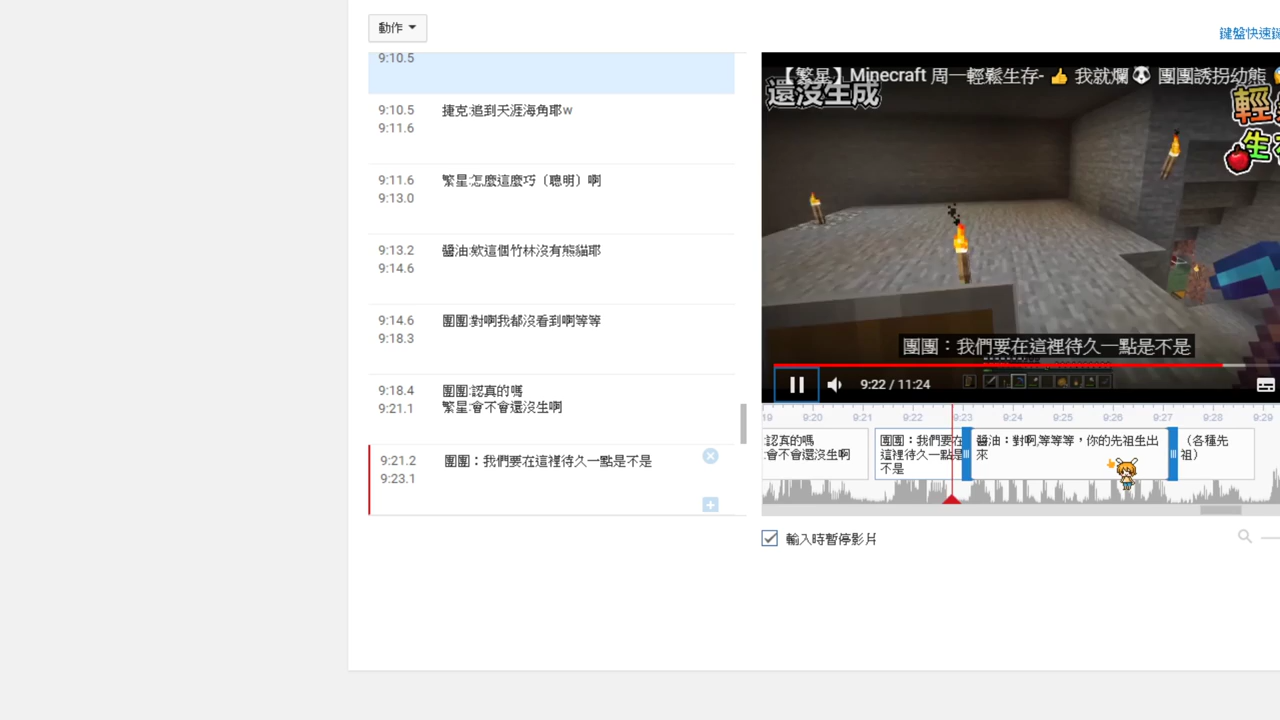 動作
鍵盤快速鍵
9:10.5
9:10.5
捷克:追到天涯海角耶w
9:11.6
9:11.6
繁星:怎麼這麼巧（聰明）啊
9:13.0
9:13.2
醬油:欸這個竹林沒有熊貓耶
9:14.6
9:14.6
團團:對啊我都沒看到啊等等
9:18.3
9:18.4
團團:認真的嗎
9:21.1
繁星:會不會還沒生啊
9:21.2
團團：我們要在這裡待久一點是不是
9:23.1
【繁星】Minecraft 周一輕鬆生存- 👍 我就爛 🐼 團團誘拐幼熊
還沒生成
輕
生
團團：我們要在這裡待久一點是不是
9:22 / 11:24
19 9:20 9:21 9:22 9:23 9:24 9:25 9:26 9:27 9:28 9:29
:認真的嗎
:會不會還沒生啊
團團：我們要在
這裡待久一點是
不是
醬油：對啊,等等等，你的先祖生出
來
（各種先
祖）
輸入時暫停影片